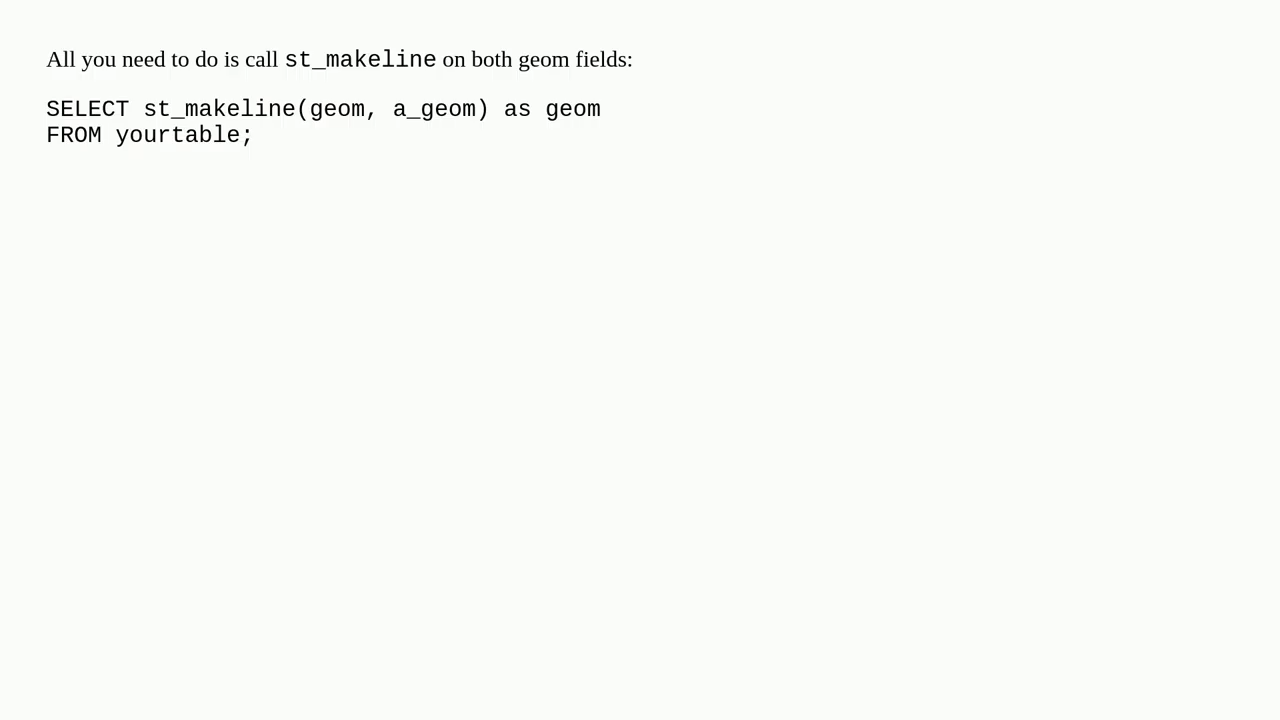 All you need to do is call st_makeline on both geom fields:
SELECT st_makeline(geom, a_geom) as geom
FROM yourtable;